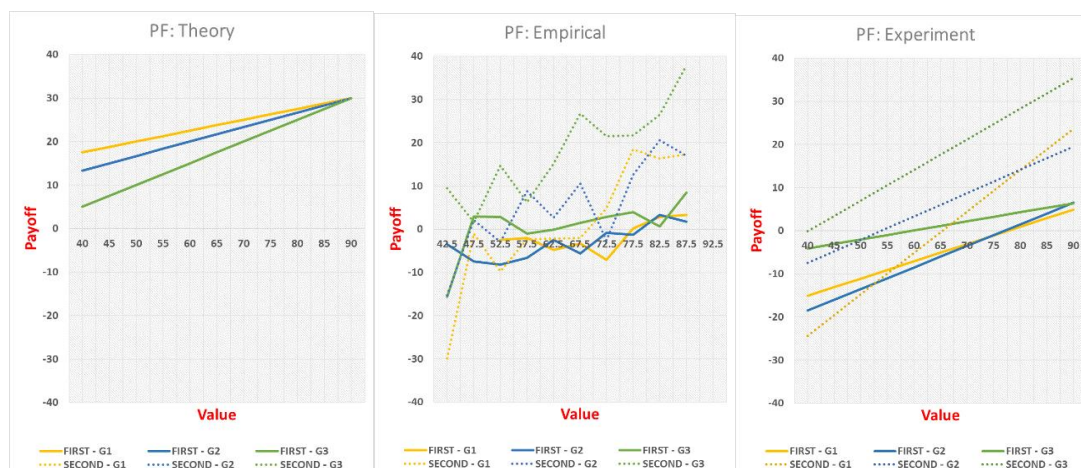 PF: Theory
40
30
20
10
0
-10
-20
-30
-40
Payoff
40 45 50 55 60 65 70 75 80 85 90
Value
FIRST - G1 FIRST - G2 FIRST - G3
SECOND - G1 SECOND - G2 SECOND - G3
PF: Empirical
40
30
20
10
0
-10
-20
-30
-40
Payoff
42.5 47.5 52.5 57.5 62.5 67.5 72.5 77.5 82.5 87.5 92.5
Value
FIRST - G1 FIRST - G2 FIRST - G3
SECOND - G1 SECOND - G2 SECOND - G3
PF: Experiment
40
30
20
10
0
-10
-20
-30
-40
Payoff
40 45 50 55 60 65 70 75 80 85 90
Value
FIRST - G1 FIRST - G2 FIRST - G3
SECOND - G1 SECOND - G2 SECOND - G3